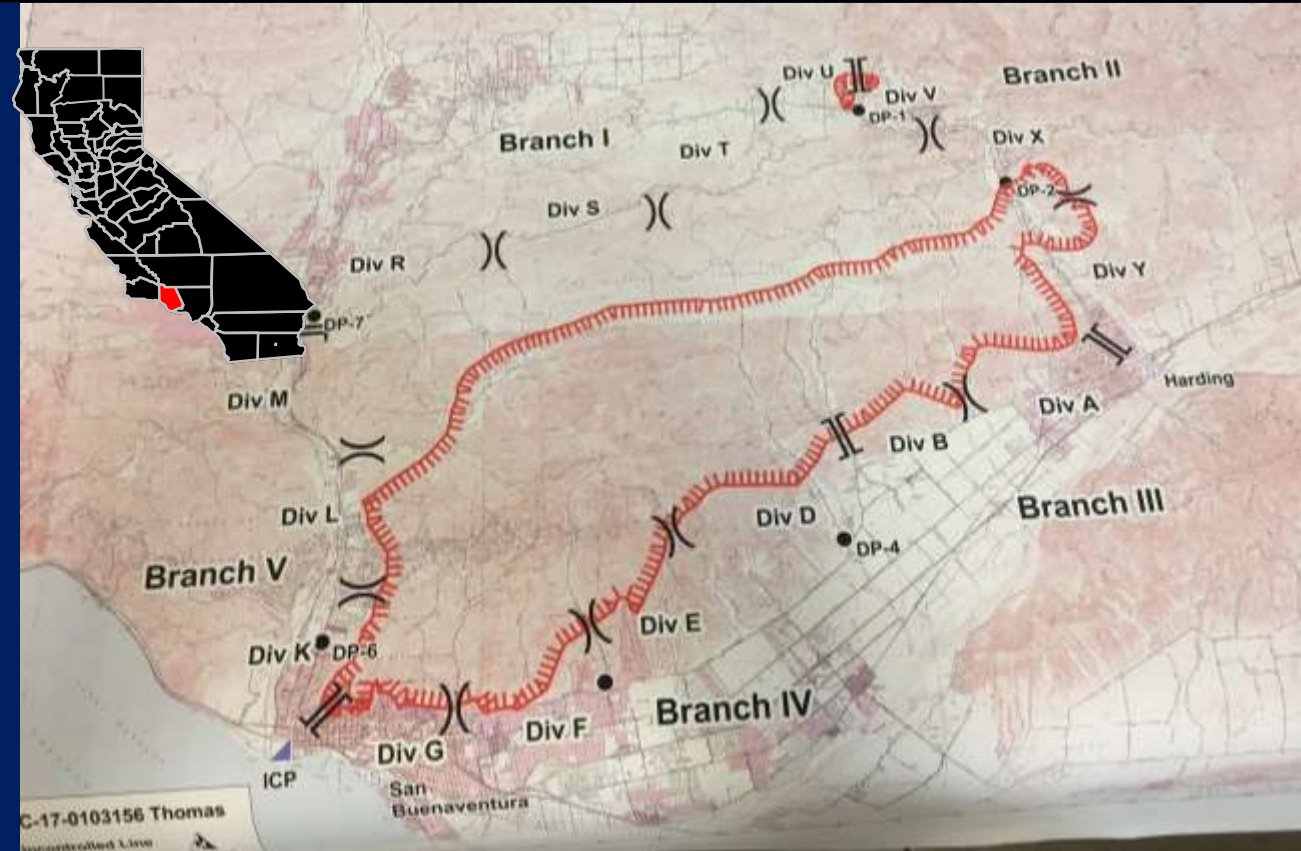 Div U
Branch II
Div V
DP-1
Branch I
Div T
Div X
DP-2
Div S
Div R
Div Y
DP-7
Harding
Div M
Div A
Div B
Div L
Div D
Branch III
DP-4
Branch V
Div E
Div K
DP-6
Branch IV
Div F
Div G
ICP
San
Buenaventura
C-17-0103156 Thomas
ncontrolled Line